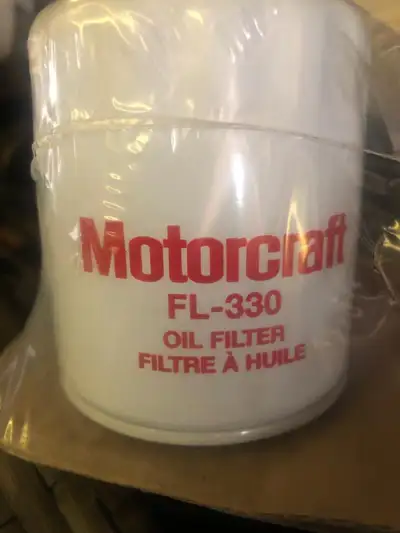 Motorcraft
FL-330
OIL FILTER
FILTRE À HUILE